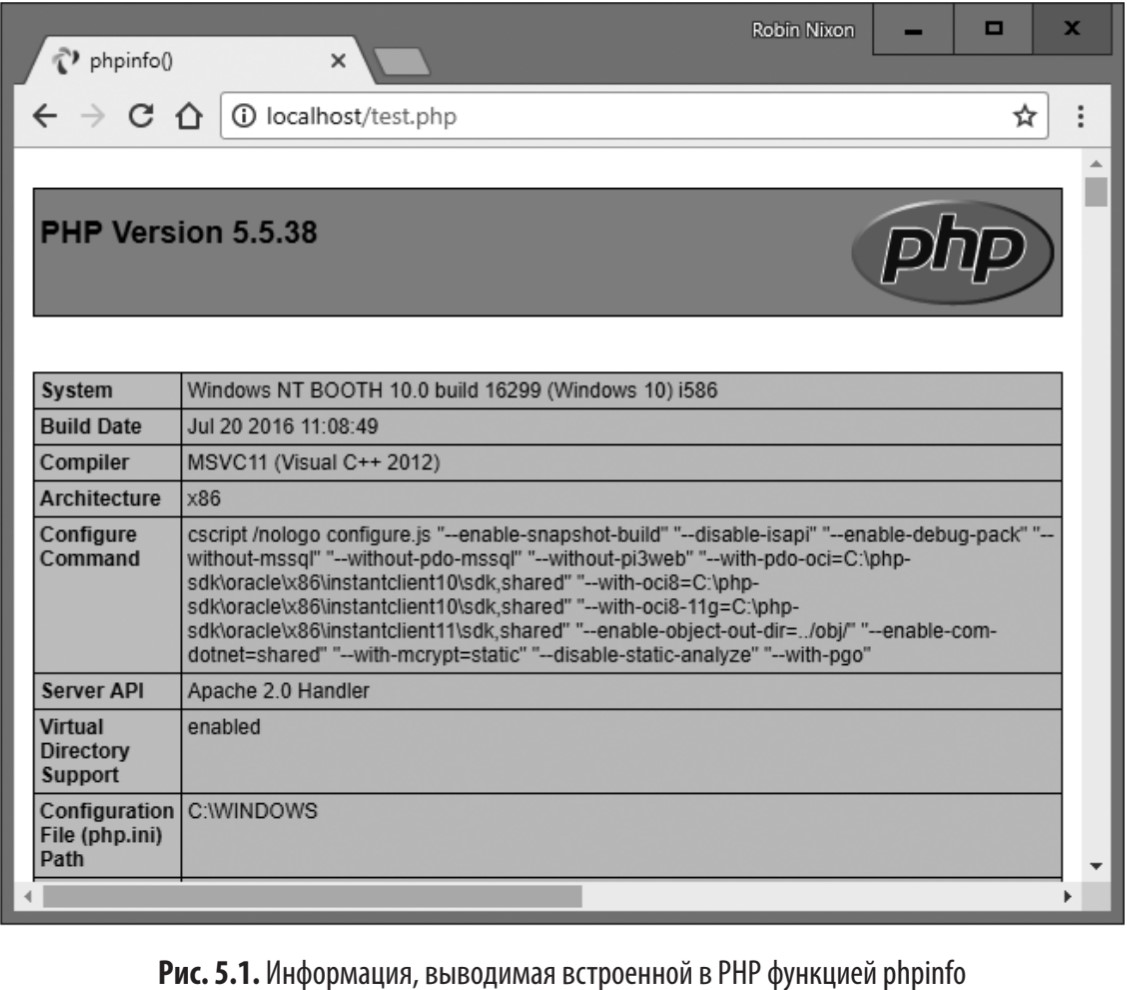 Robin Nixon
phpinfo()
localhost/test.php
PHP Version 5.5.38
php
System Windows NT BOOTH 10.0 build 16299 (Windows 10) i586
Build Date Jul 20 2016 11:08:49
Compiler MSVC11 (Visual C++ 2012)
Architecture x86
Configure Command
cscript /nologo configure.js "--enable-snapshot-build" "--disable-isapi" "--enable-debug-pack" "--
without-mssql" "--without-pdo-mssql" "--without-pi3web" "--with-pdo-oci=C:\php-
sdk\oracle\x86\instantclient10\sdk,shared" "--with-oci8=C:\php-
sdk\oracle\x86\instantclient10\sdk,shared" "--with-oci8-11g=C:\php-
sdk\oracle\x86\instantclient11\sdk,shared" "--enable-object-out-dir=../obj/" "--enable-com-
dotnet=shared" "--with-mcrypt=static" "--disable-static-analyze" "--with-pgo"
Server API Apache 2.0 Handler
Virtual
Directory
Support
enabled
Configuration
File (php.ini)
Path
C:\WINDOWS
Рис. 5.1. Информация, выводимая встроенной в PHP функцией phpinfo